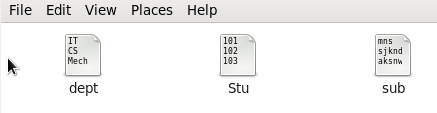 File Edit View Places Help
IT
CS
Mech
101
102
103
mns
sjknd
aksnw
dept Stu sub